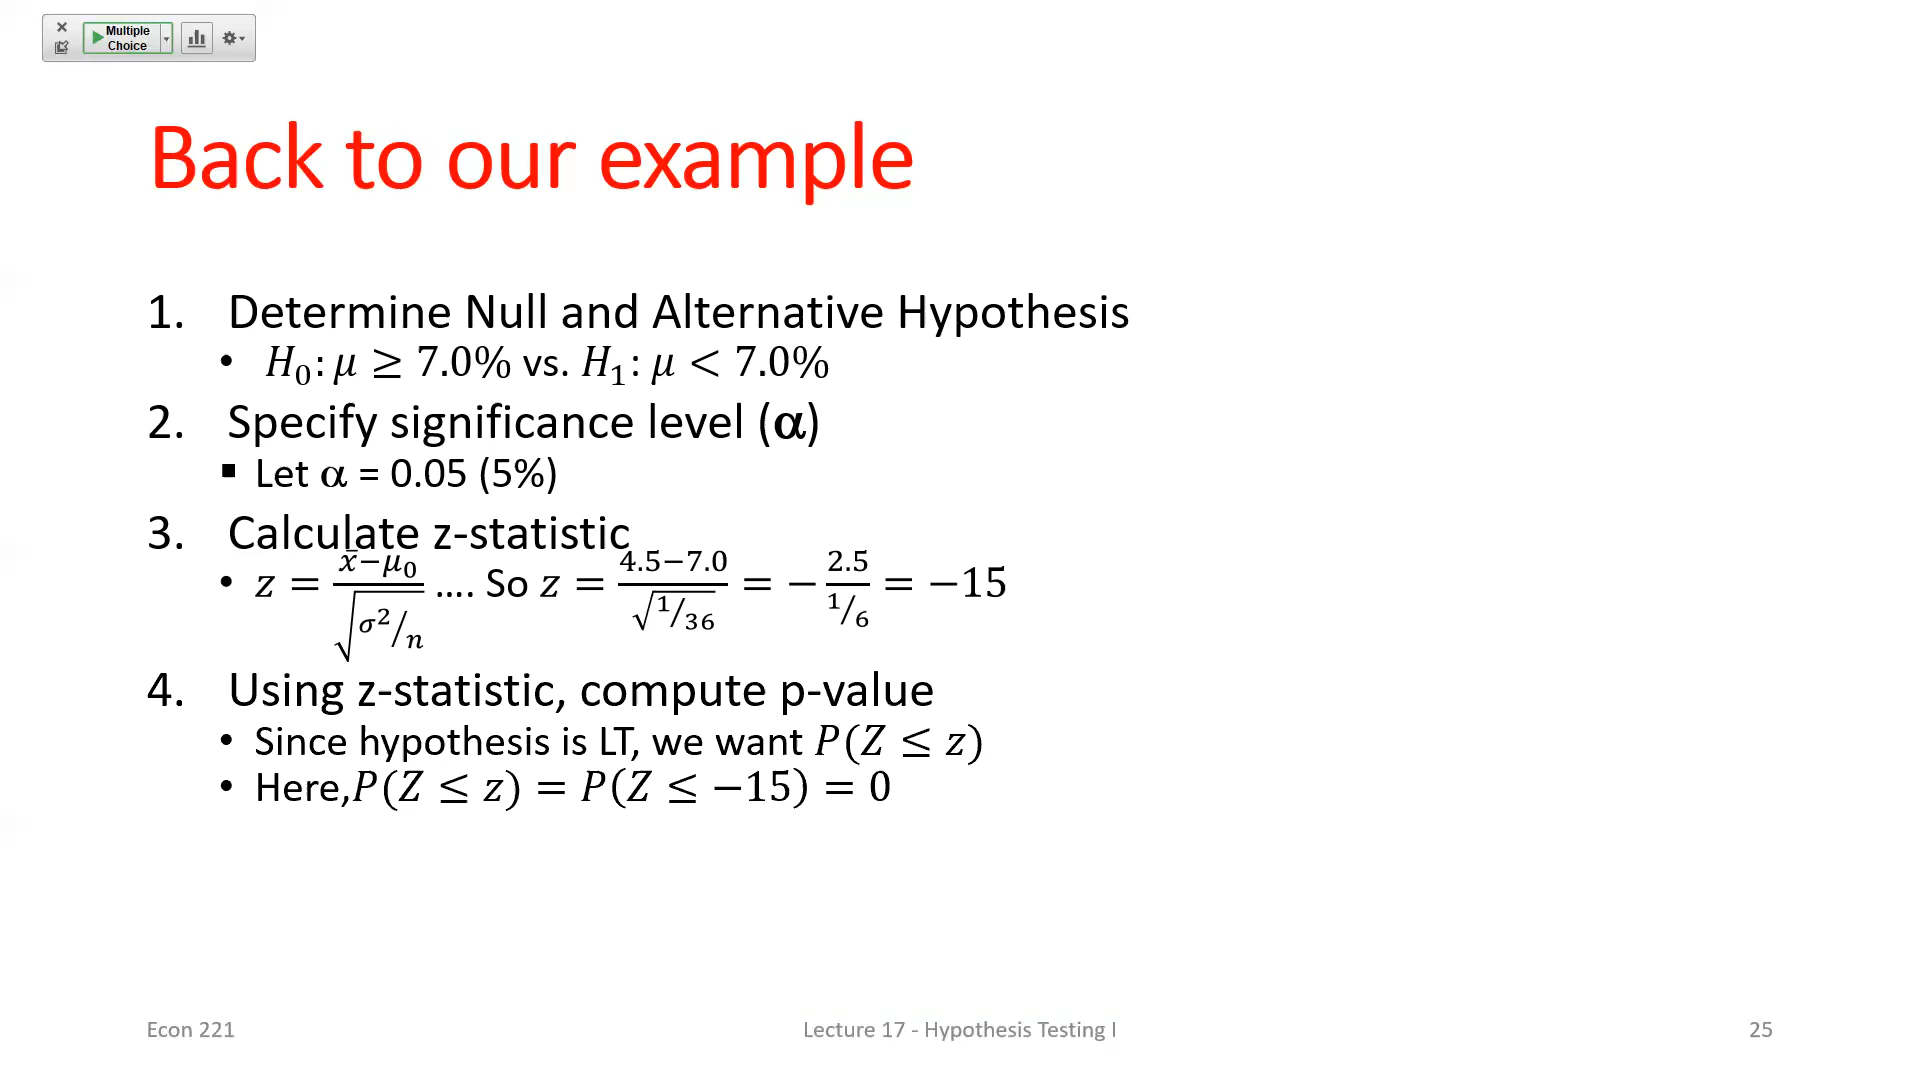 Multiple
Choice
Back to our example
1. Determine Null and Alternative Hypothesis
• H₀: μ ≥ 7.0% vs. H₁: μ < 7.0%
2. Specify significance level (α)
▪ Let α = 0.05 (5%)
3. Calculate z-statistic
• z = (x̄−μ₀)/√(σ²/n) .... So z = (4.5−7.0)/√(1/36) = −2.5/(1/6) = −15
4. Using z-statistic, compute p-value
• Since hypothesis is LT, we want P(Z ≤ z)
• Here,P(Z ≤ z) = P(Z ≤ −15) = 0
Econ 221
Lecture 17 - Hypothesis Testing I
25